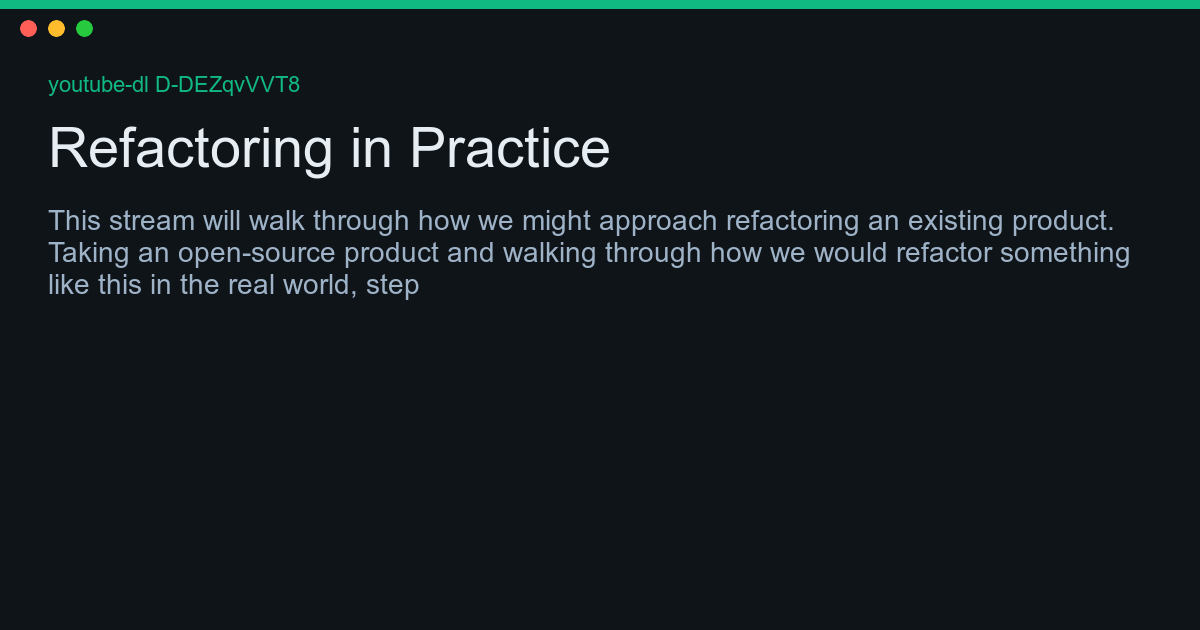 youtube-dl D-DEZqvVVT8
Refactoring in Practice
This stream will walk through how we might approach refactoring an existing product.
Taking an open-source product and walking through how we would refactor something
like this in the real world, step